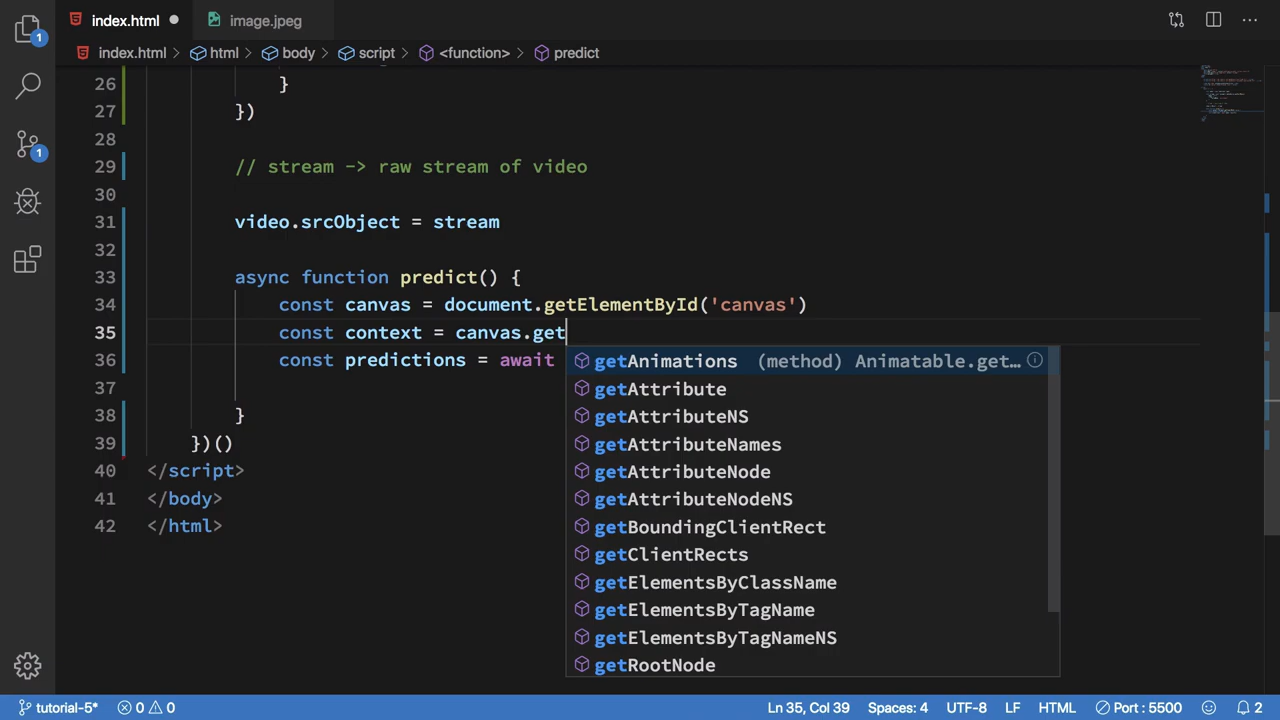 index.html
image.jpeg
index.html > html > body > script > <function> > predict
26 }
27 })
28
29 // stream -> raw stream of video
30
31 video.srcObject = stream
32
33 async function predict() {
34 const canvas = document.getElementById('canvas')
35 const context = canvas.get
36 const predictions = await
37
38 }
39 })()
40 </script>
41 </body>
42 </html>
getAnimations (method) Animatable.get…
getAttribute
getAttributeNS
getAttributeNames
getAttributeNode
getAttributeNodeNS
getBoundingClientRect
getClientRects
getElementsByClassName
getElementsByTagName
getElementsByTagNameNS
getRootNode
1
1
tutorial-5* 0 0 Ln 35, Col 39 Spaces: 4 UTF-8 LF HTML Port : 5500 2